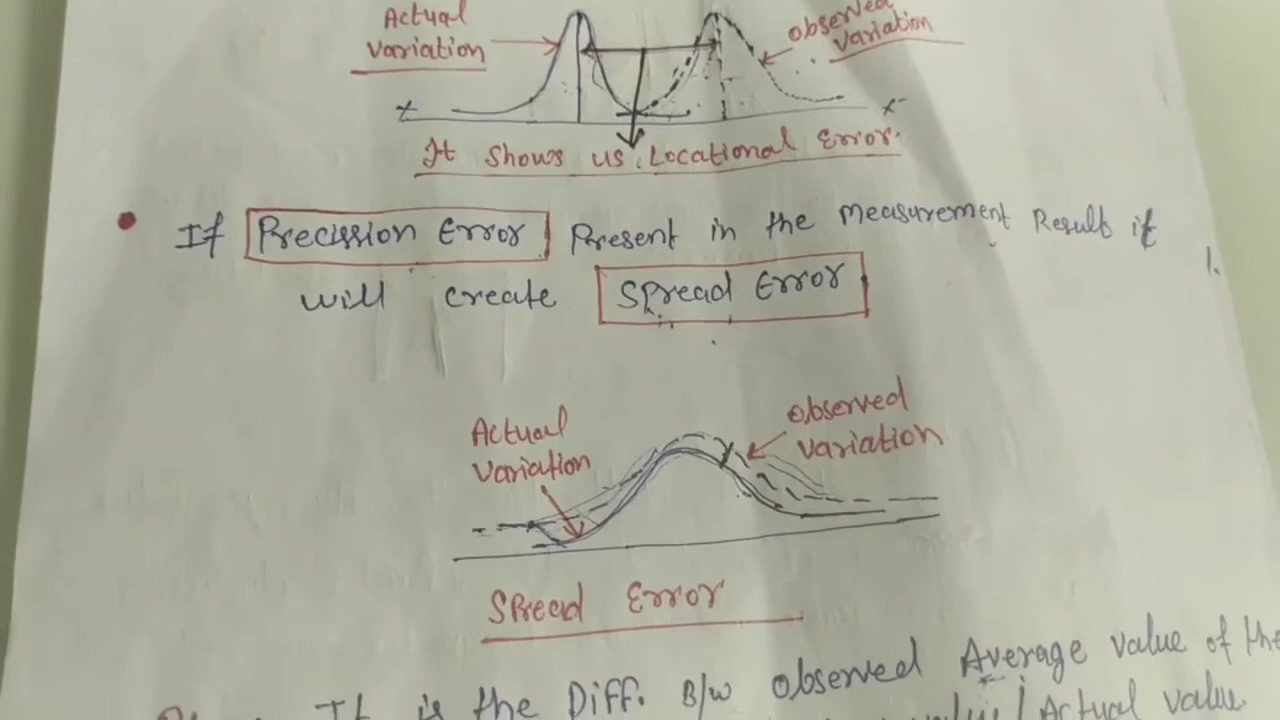 Actual
Variation
Observed
Variation
It Shows us Locational Error.
If Precission Error Present in the Measurement Result it
will create Spread Error
1.
Actual
Variation
Observed
Variation
Spread Error
It is the Diff. B/w observed Average value of the
Actual value.